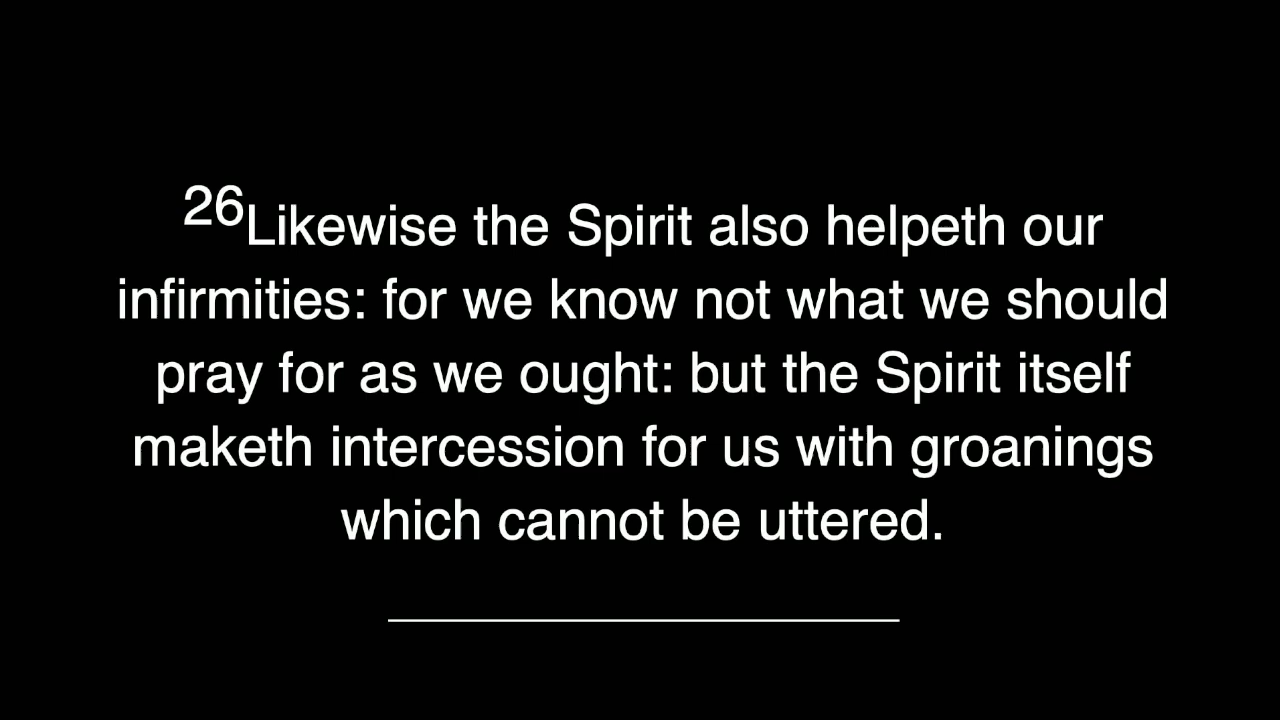 26Likewise the Spirit also helpeth our
infirmities: for we know not what we should
pray for as we ought: but the Spirit itself
maketh intercession for us with groanings
which cannot be uttered.